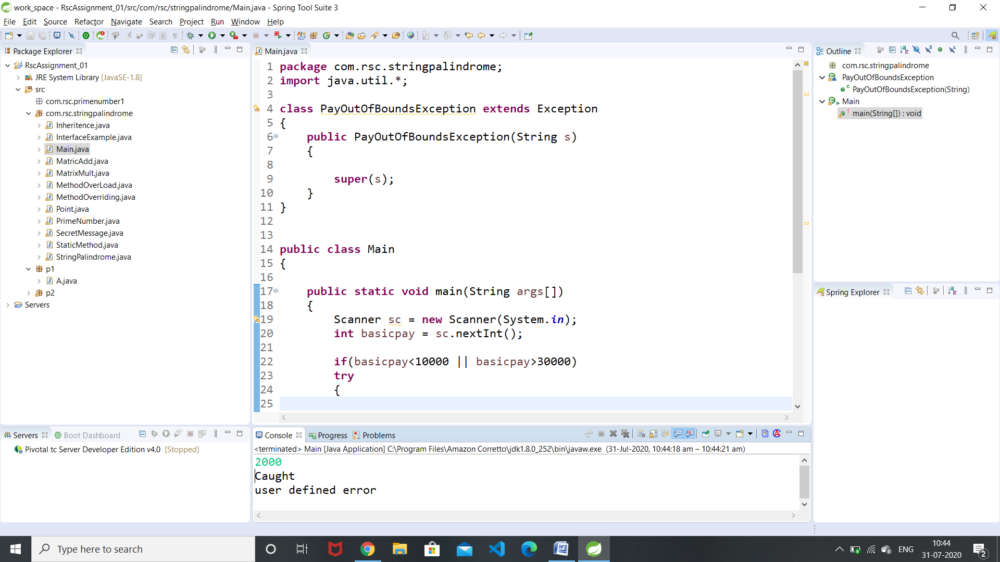 work_space - RscAssignment_01/src/com/rsc/stringpalindrome/Main.java - Spring Tool Suite 3
File Edit Source Refactor Navigate Search Project Run Window Help
Package Explorer
RscAssignment_01
JRE System Library [JavaSE-1.8]
src
com.rsc.primenumber1
com.rsc.stringpalindrome
Inheritence.java
InterfaceExample.java
Main.java
MatricAdd.java
MatrixMult.java
MethodOverLoad.java
MethodOverriding.java
Point.java
PrimeNumber.java
SecretMessage.java
StaticMethod.java
StringPalindrome.java
p1
A.java
p2
Servers
Main.java
1 package com.rsc.stringpalindrome;
2 import java.util.*;
3
4 class PayOutOfBoundsException extends Exception
5 {
6 public PayOutOfBoundsException(String s)
7 {
8
9 super(s);
10 }
11 }
12
13
14 public class Main
15 {
16
17 public static void main(String args[])
18 {
19 Scanner sc = new Scanner(System.in);
20 int basicpay = sc.nextInt();
21
22 if(basicpay<10000 || basicpay>30000)
23 try
24 {
25
Outline
com.rsc.stringpalindrome
PayOutOfBoundsException
PayOutOfBoundsException(String)
Main
main(String[]) : void
Spring Explorer
Servers Boot Dashboard
Pivotal tc Server Developer Edition v4.0 [Stopped]
Console Progress Problems
<terminated> Main [Java Application] C:\Program Files\Amazon Corretto\jdk1.8.0_252\bin\javaw.exe (31-Jul-2020, 10:44:18 am – 10:44:21 am)
2000
Caught
user defined error
Type here to search
ENG
10:44
31-07-2020
2